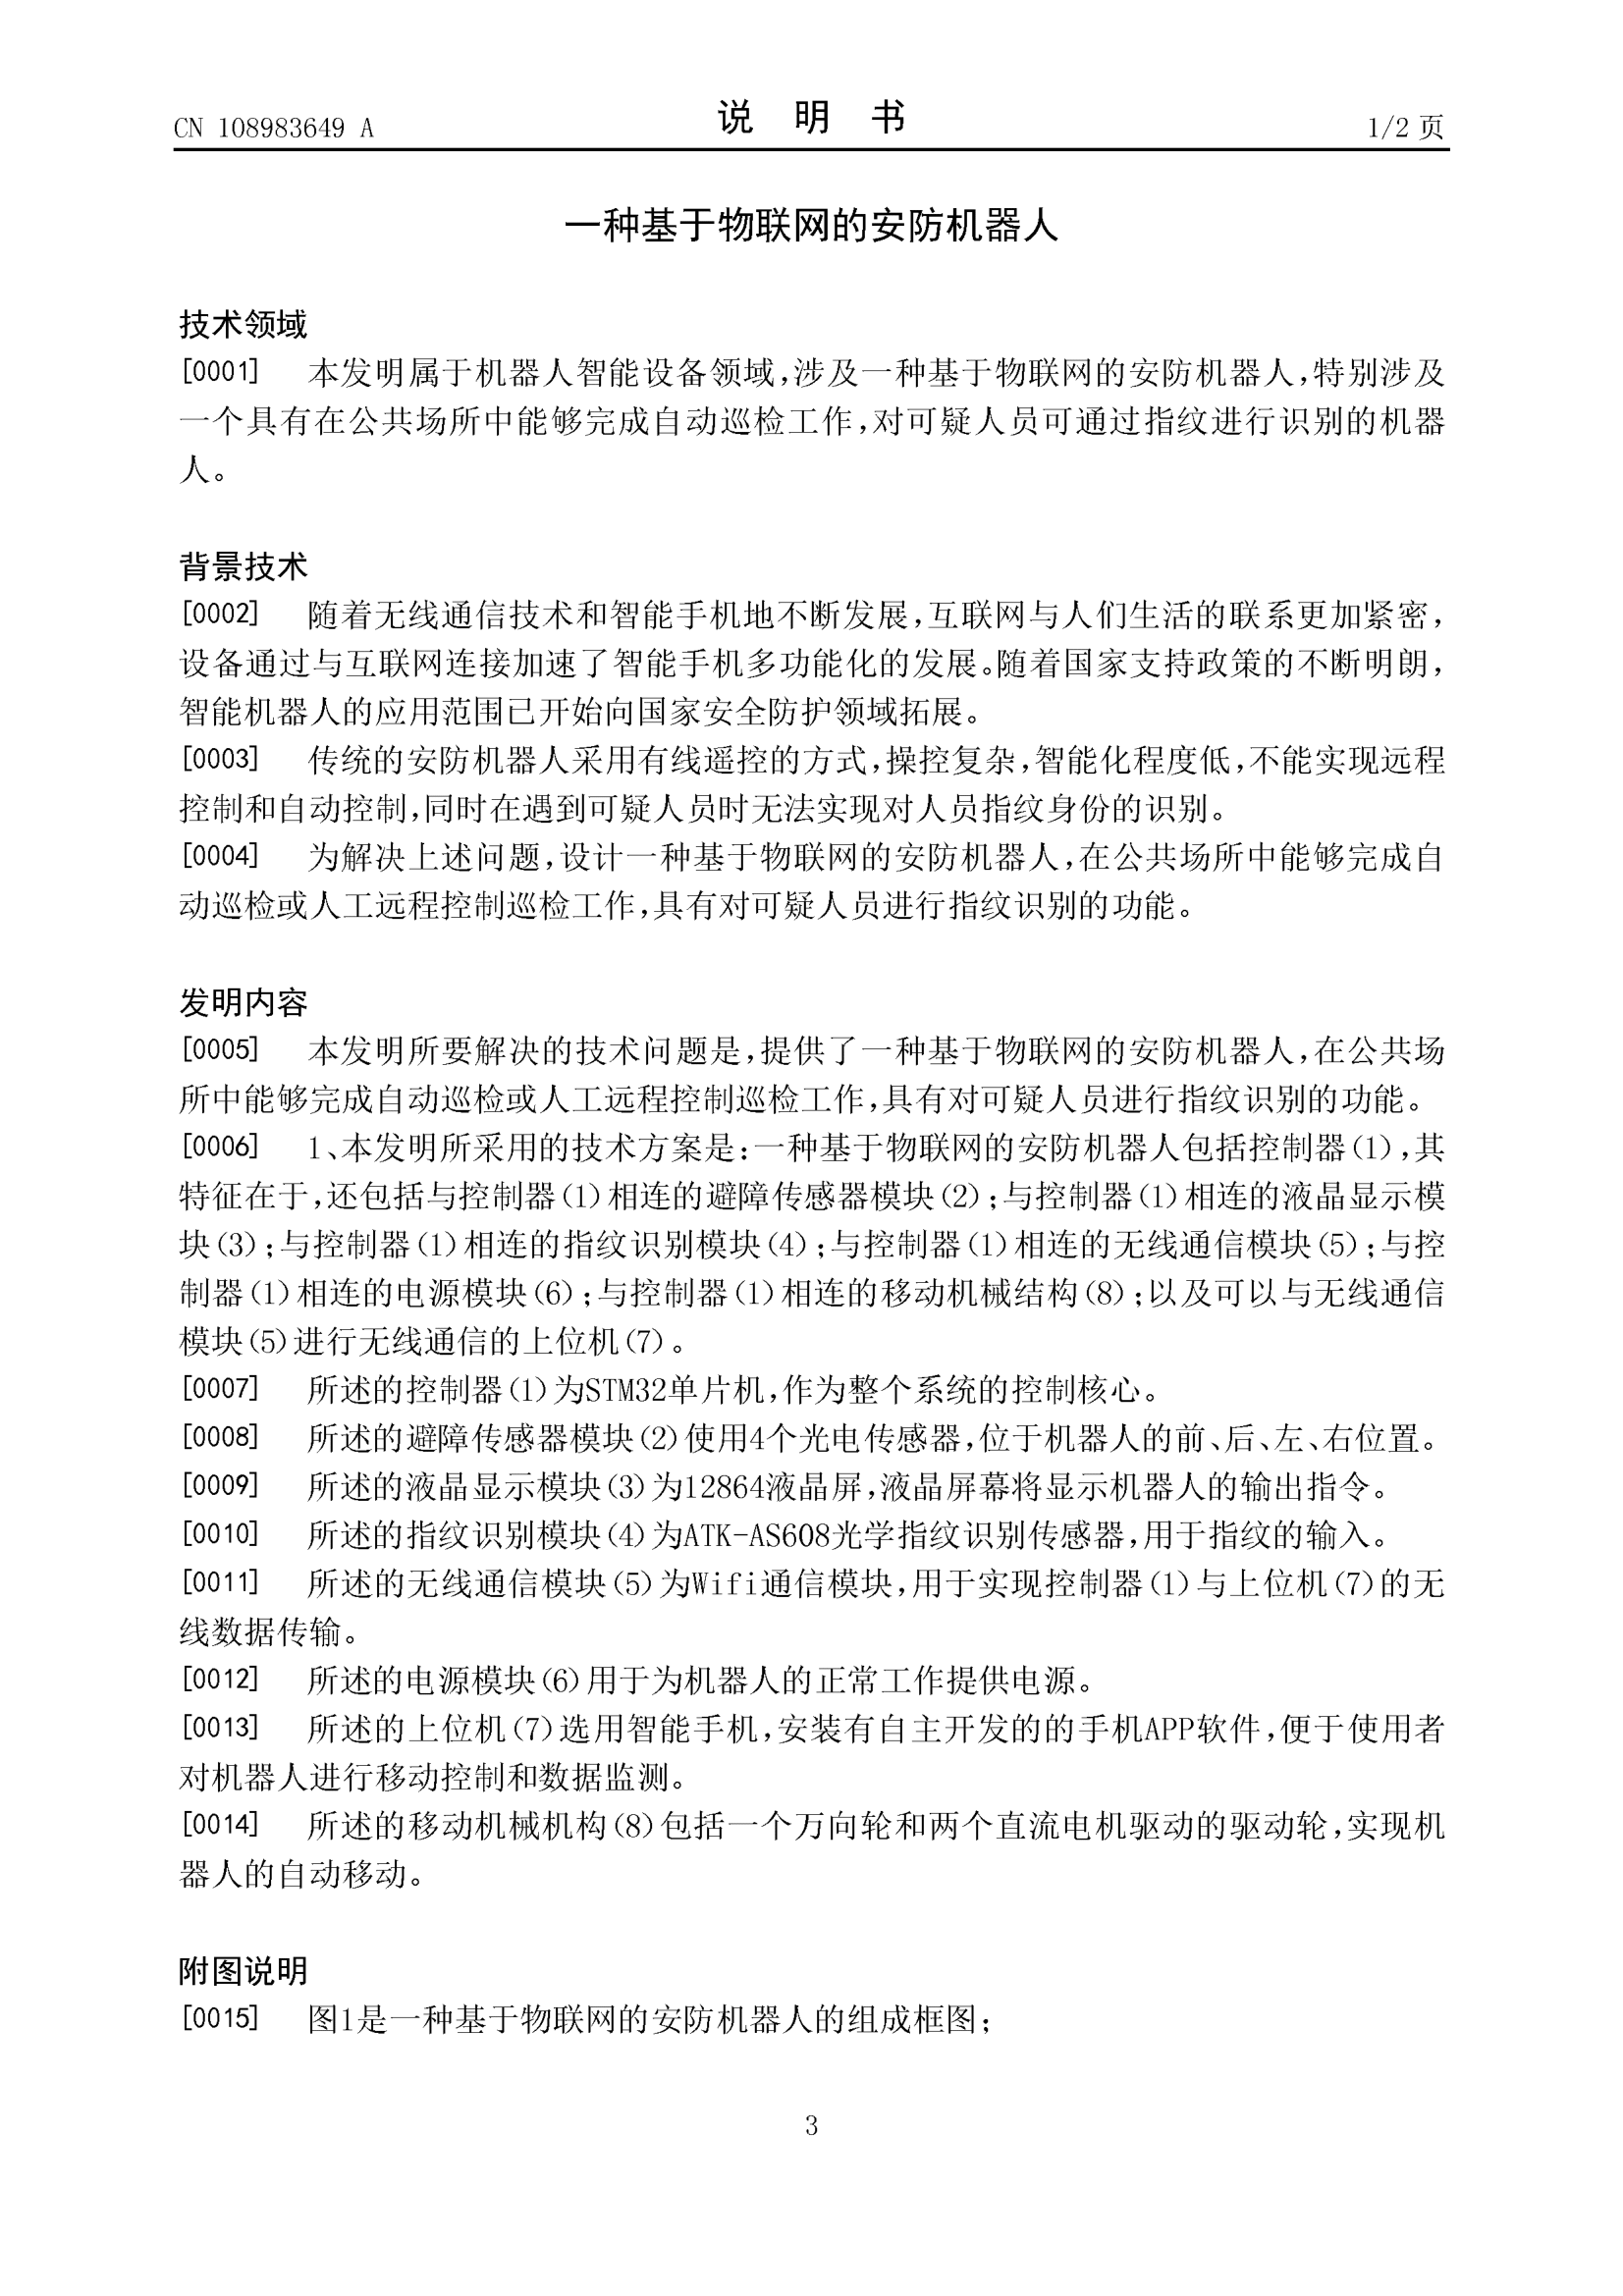 CN 108983649 A
说 明 书
1/2 页
一种基于物联网的安防机器人
技术领域
[0001] 本发明属于机器人智能设备领域,涉及一种基于物联网的安防机器人,特别涉及
一个具有在公共场所中能够完成自动巡检工作,对可疑人员可通过指纹进行识别的机器
人。
背景技术
[0002] 随着无线通信技术和智能手机地不断发展,互联网与人们生活的联系更加紧密,
设备通过与互联网连接加速了智能手机多功能化的发展。随着国家支持政策的不断明朗,
智能机器人的应用范围已开始向国家安全防护领域拓展。
[0003] 传统的安防机器人采用有线遥控的方式,操控复杂,智能化程度低,不能实现远程
控制和自动控制,同时在遇到可疑人员时无法实现对人员指纹身份的识别。
[0004] 为解决上述问题,设计一种基于物联网的安防机器人,在公共场所中能够完成自
动巡检或人工远程控制巡检工作,具有对可疑人员进行指纹识别的功能。
发明内容
[0005] 本发明所要解决的技术问题是,提供了一种基于物联网的安防机器人,在公共场
所中能够完成自动巡检或人工远程控制巡检工作,具有对可疑人员进行指纹识别的功能。
[0006] 1、本发明所采用的技术方案是:一种基于物联网的安防机器人包括控制器(1),其
特征在于,还包括与控制器(1)相连的避障传感器模块(2);与控制器(1)相连的液晶显示模
块(3);与控制器(1)相连的指纹识别模块(4);与控制器(1)相连的无线通信模块(5);与控
制器(1)相连的电源模块(6);与控制器(1)相连的移动机械结构(8);以及可以与无线通信
模块(5)进行无线通信的上位机(7)。
[0007] 所述的控制器(1)为STM32单片机,作为整个系统的控制核心。
[0008] 所述的避障传感器模块(2)使用4个光电传感器,位于机器人的前、后、左、右位置。
[0009] 所述的液晶显示模块(3)为12864液晶屏,液晶屏幕将显示机器人的输出指令。
[0010] 所述的指纹识别模块(4)为ATK-AS608光学指纹识别传感器,用于指纹的输入。
[0011] 所述的无线通信模块(5)为Wifi通信模块,用于实现控制器(1)与上位机(7)的无
线数据传输。
[0012] 所述的电源模块(6)用于为机器人的正常工作提供电源。
[0013] 所述的上位机(7)选用智能手机,安装有自主开发的的手机APP软件,便于使用者
对机器人进行移动控制和数据监测。
[0014] 所述的移动机械机构(8)包括一个万向轮和两个直流电机驱动的驱动轮,实现机
器人的自动移动。
附图说明
[0015] 图1是一种基于物联网的安防机器人的组成框图;
3